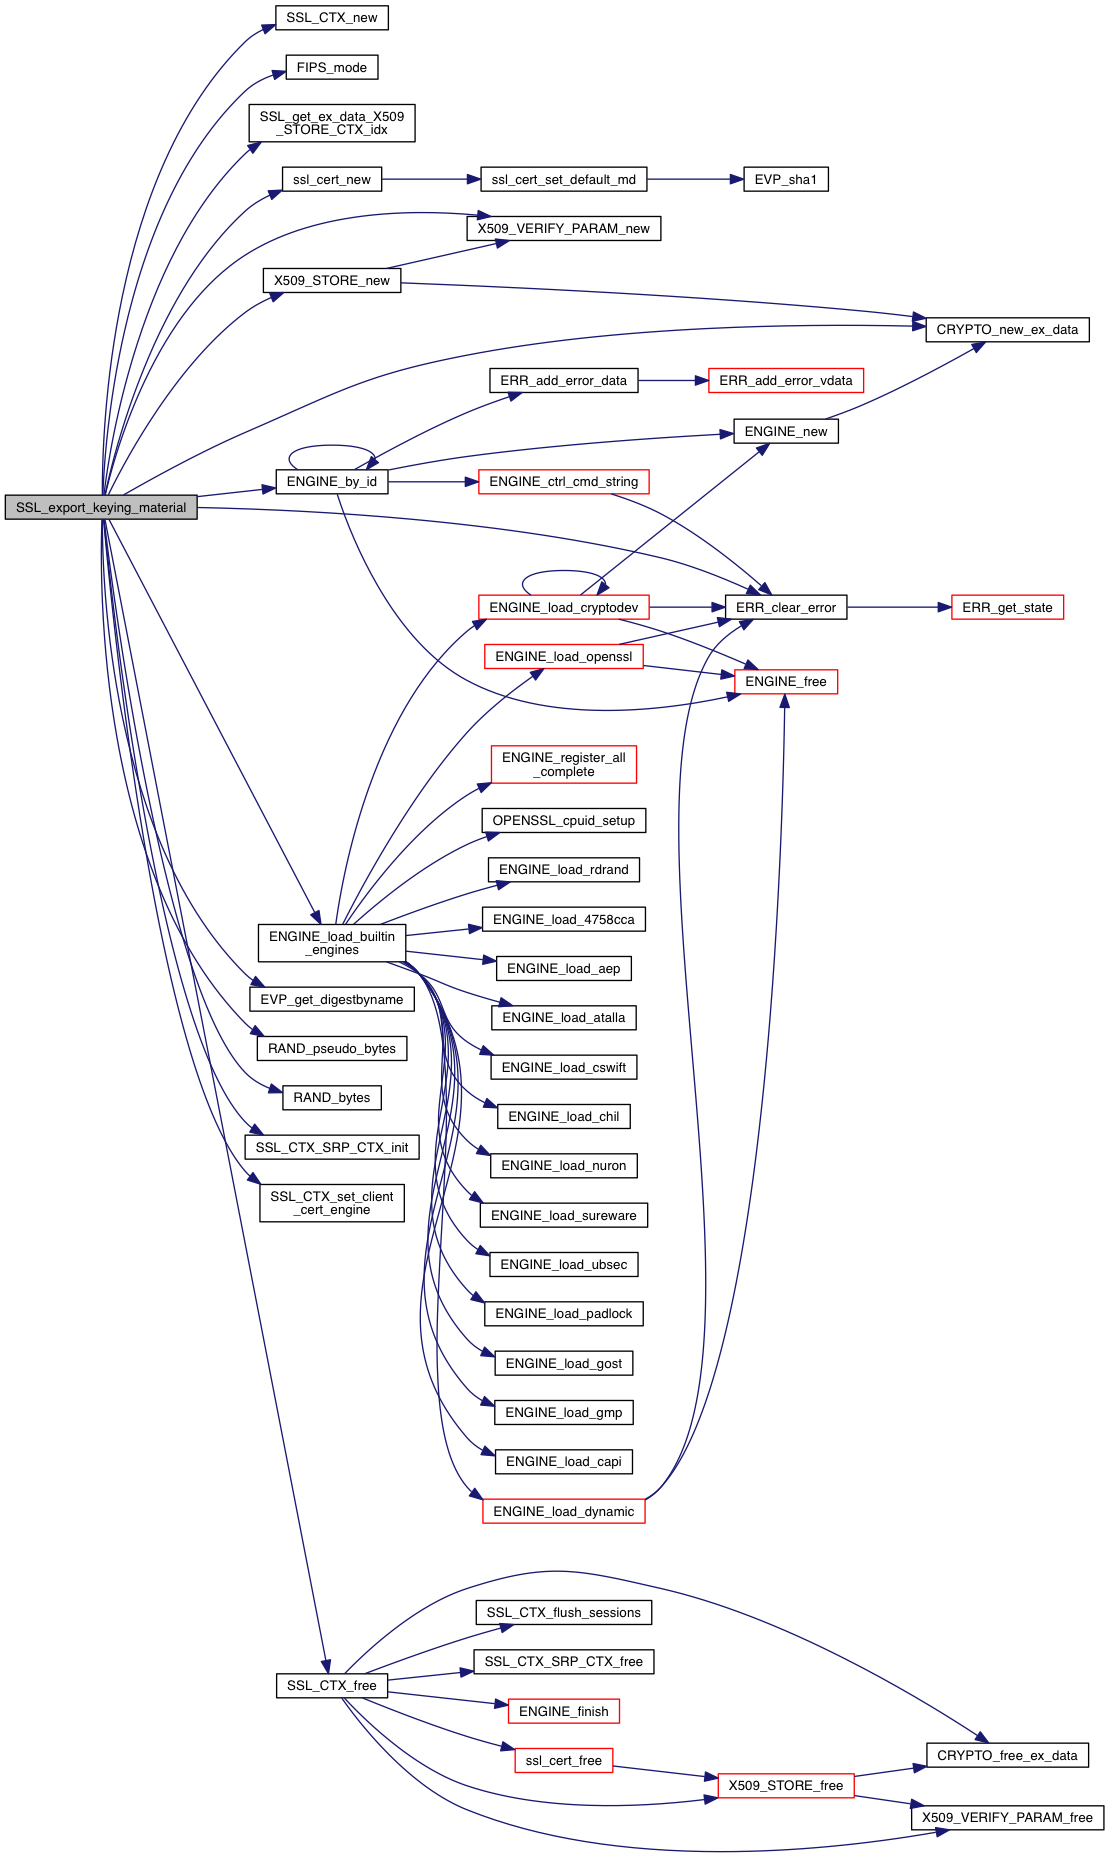 SSL_CTX_new
FIPS_mode
SSL_get_ex_data_X509
_STORE_CTX_idx
ssl_cert_new
ssl_cert_set_default_md
EVP_sha1
X509_VERIFY_PARAM_new
X509_STORE_new
CRYPTO_new_ex_data
ERR_add_error_data
ERR_add_error_vdata
ENGINE_new
ENGINE_by_id
ENGINE_ctrl_cmd_string
SSL_export_keying_material
ENGINE_load_cryptodev
ERR_clear_error
ERR_get_state
ENGINE_load_openssl
ENGINE_free
ENGINE_register_all
_complete
OPENSSL_cpuid_setup
ENGINE_load_rdrand
ENGINE_load_4758cca
ENGINE_load_builtin
_engines
ENGINE_load_aep
EVP_get_digestbyname
ENGINE_load_atalla
RAND_pseudo_bytes
ENGINE_load_cswift
RAND_bytes
ENGINE_load_chil
SSL_CTX_SRP_CTX_init
ENGINE_load_nuron
SSL_CTX_set_client
_cert_engine
ENGINE_load_sureware
ENGINE_load_ubsec
ENGINE_load_padlock
ENGINE_load_gost
ENGINE_load_gmp
ENGINE_load_capi
ENGINE_load_dynamic
SSL_CTX_flush_sessions
SSL_CTX_SRP_CTX_free
SSL_CTX_free
ENGINE_finish
ssl_cert_free
CRYPTO_free_ex_data
X509_STORE_free
X509_VERIFY_PARAM_free